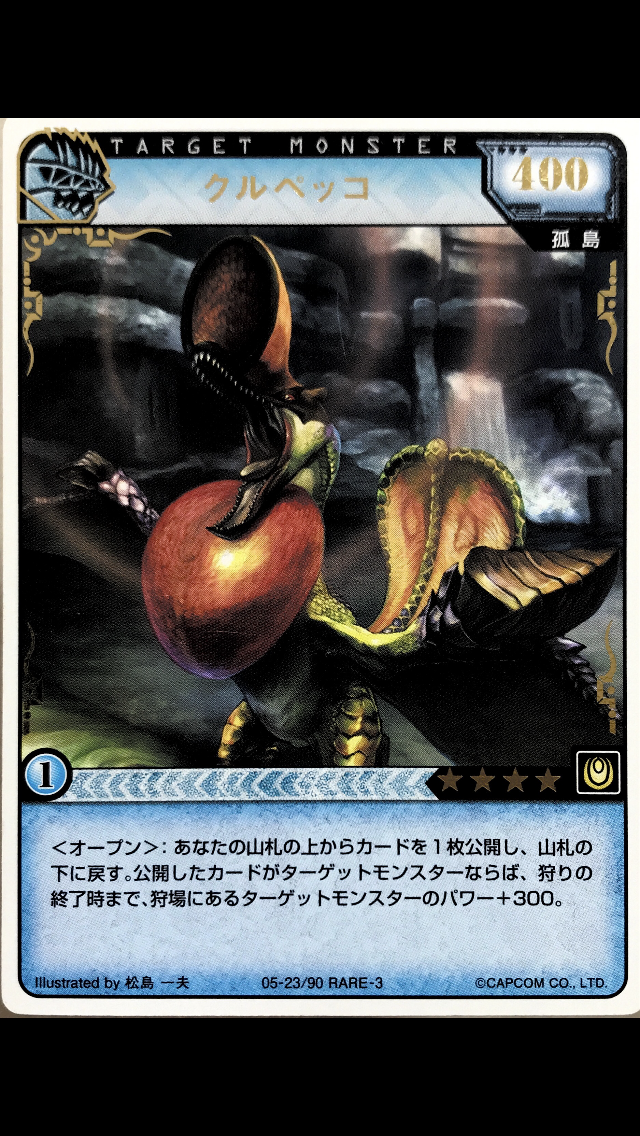 TARGET MONSTER
400
クルペッコ
孤島
1
★★★★
＜オープン＞：あなたの山札の上からカードを１枚公開し、山札の
下に戻す。公開したカードがターゲットモンスターならば、狩りの
終了時まで、狩場にあるターゲットモンスターのパワー＋300。
Illustrated by 松島 一夫 05-23/90 RARE-3 ©CAPCOM CO., LTD.